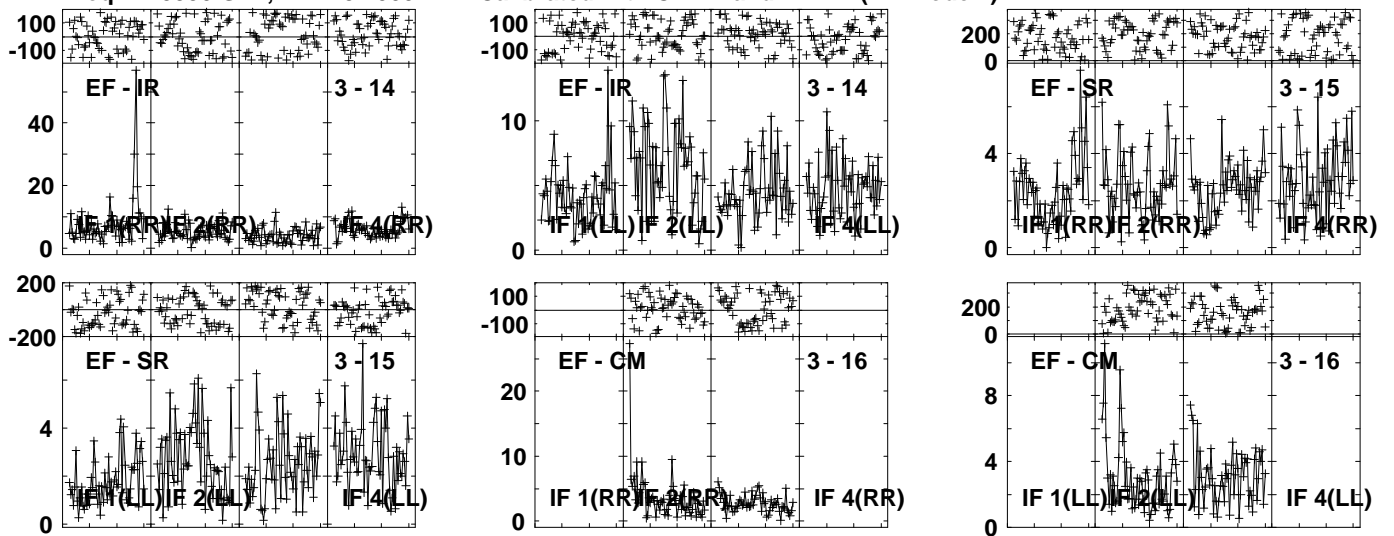 100
-100
EF - IR
3 - 14
40
20
0
IF 1(RR)
IF 2(RR)
IF 4(RR)
100
-100
EF - IR
3 - 14
10
0
IF 1(LL)
IF 2(LL)
IF 4(LL)
200
0
EF - SR
3 - 15
4
0
IF 1(RR)
IF 2(RR)
IF 4(RR)
200
-200
EF - SR
3 - 15
4
0
IF 1(LL)
IF 2(LL)
IF 4(LL)
100
-100
EF - CM
3 - 16
20
10
0
IF 1(RR)
IF 2(RR)
IF 4(RR)
200
0
EF - CM
3 - 16
8
4
0
IF 1(LL)
IF 2(LL)
IF 4(LL)